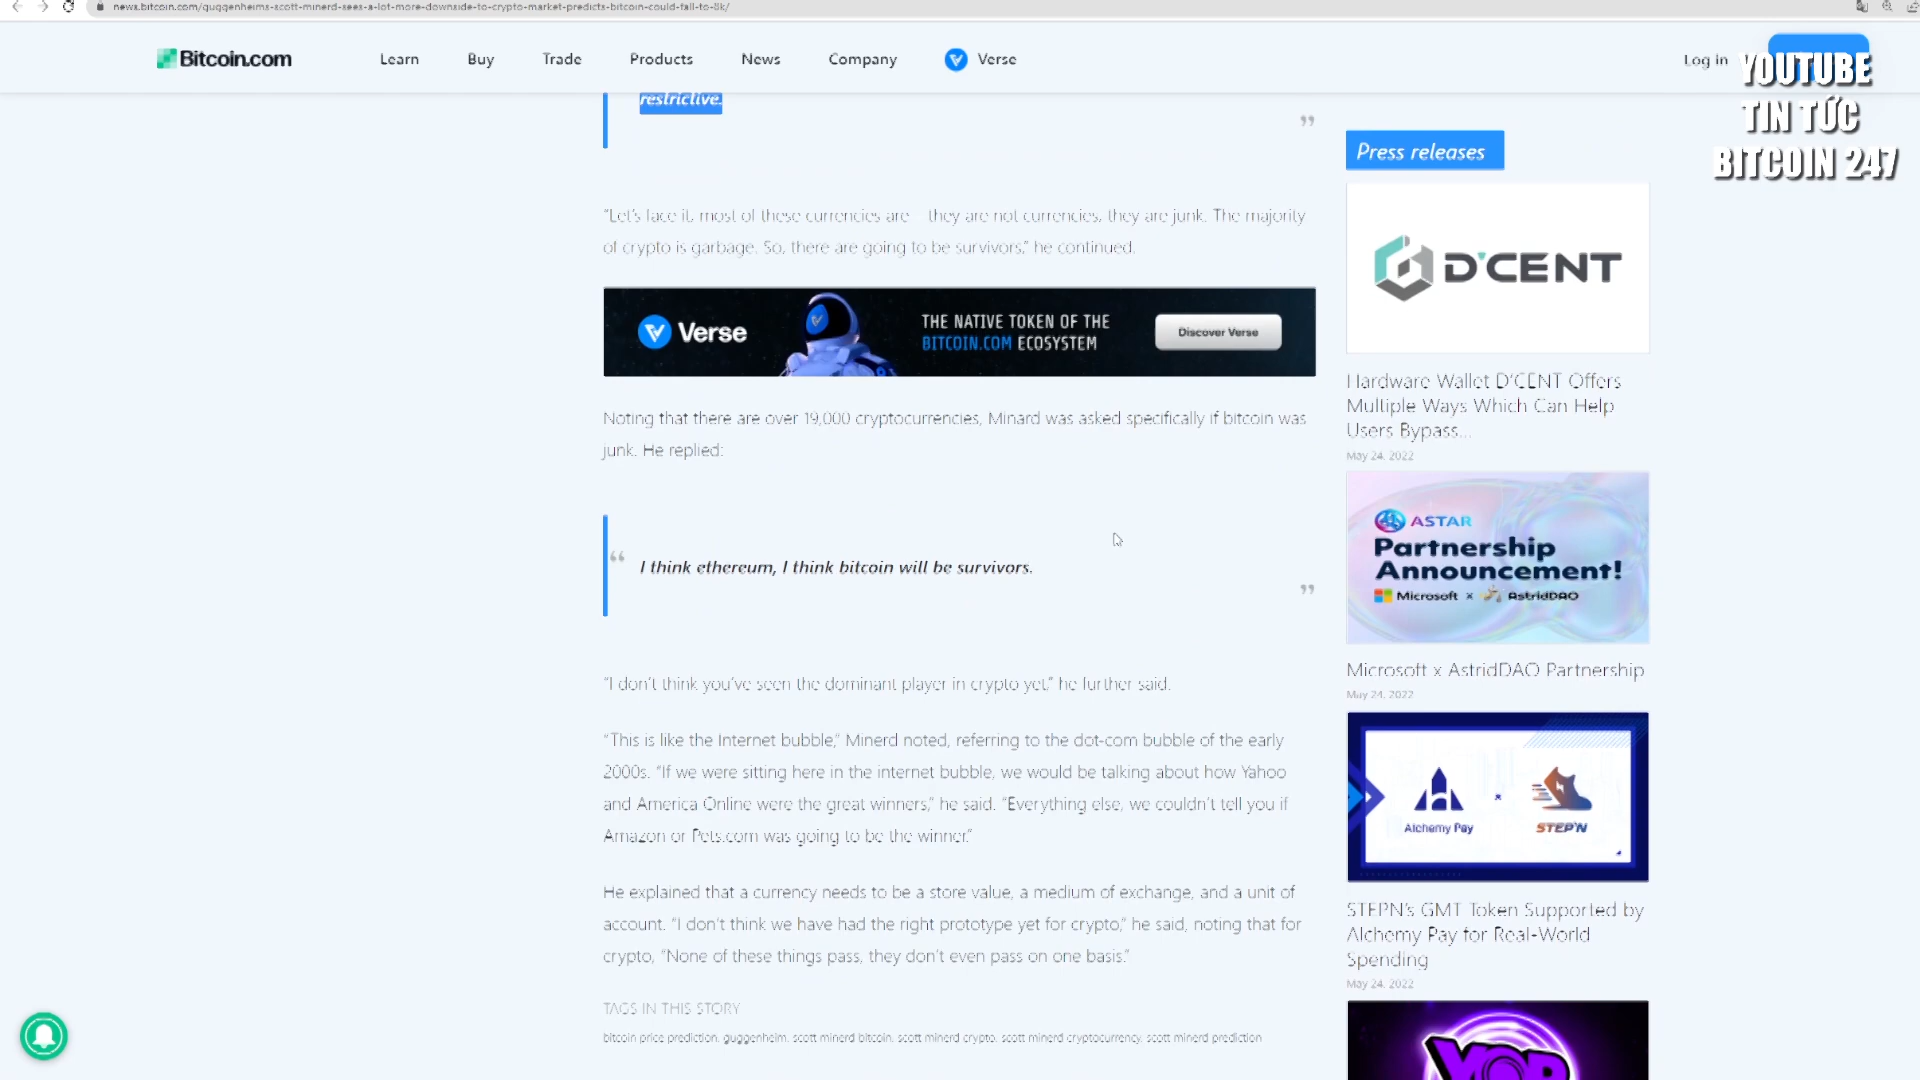 news.bitcoin.com/guggenheims-scott-minerd-sees-a-lot-more-downside-to-crypto-market-predicts-bitcoin-could-fall-to-8k/
Bitcoin.com
Learn
Buy
Trade
Products
News
Company
Verse
Log in
YOUTUBE
TIN TỨC
BITCOIN 247
restrictive.
”
“Let’s face it, most of these currencies are – they are not currencies, they are junk. The majority
of crypto is garbage. So, there are going to be survivors,” he continued.
Verse
THE NATIVE TOKEN OF THE
BITCOIN.COM ECOSYSTEM
Discover Verse
Noting that there are over 19,000 cryptocurrencies, Minard was asked specifically if bitcoin was
junk. He replied:
“
I think ethereum, I think bitcoin will be survivors.
”
“I don’t think you’ve seen the dominant player in crypto yet,” he further said.
“This is like the Internet bubble,” Minerd noted, referring to the dot-com bubble of the early
2000s. “If we were sitting here in the internet bubble, we would be talking about how Yahoo
and America Online were the great winners,” he said. “Everything else, we couldn’t tell you if
Amazon or Pets.com was going to be the winner.”
He explained that a currency needs to be a store value, a medium of exchange, and a unit of
account. “I don’t think we have had the right prototype yet for crypto,” he said, noting that for
crypto, “None of these things pass, they don’t even pass on one basis.”
TAGS IN THIS STORY
bitcoin price prediction, guggenheim, scott minerd bitcoin, scott minerd crypto, scott minerd cryptocurrency, scott minerd prediction
Press releases
D'CENT
Hardware Wallet D’CENT Offers
Multiple Ways Which Can Help
Users Bypass...
May 24, 2022
ASTAR
Partnership
Announcement!
Microsoft x AstridDAO
Microsoft x AstridDAO Partnership
May 24, 2022
Alchemy Pay
x
STEP'N
STEPN’s GMT Token Supported by
Alchemy Pay for Real-World
Spending
May 24, 2022
YOP